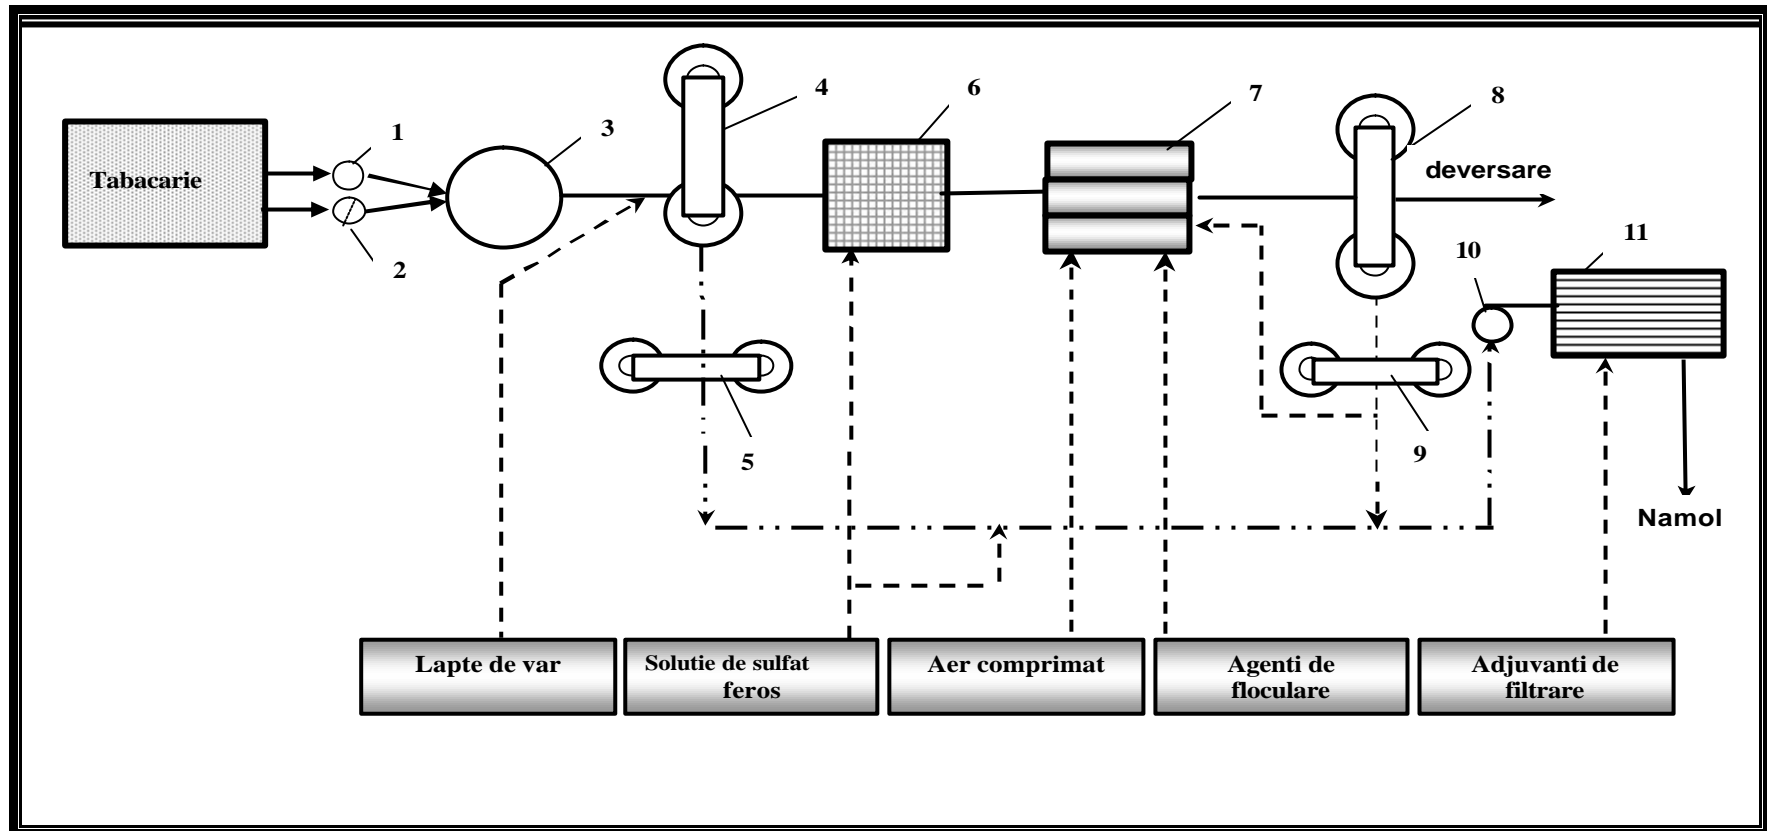 4
6
7
8
1
3
Tabacarie
deversare
2
10
11
5
9
Namol
Lapte de var
Solutie de sulfat
feros
Aer comprimat
Agenti de
floculare
Adjuvanti de
filtrare